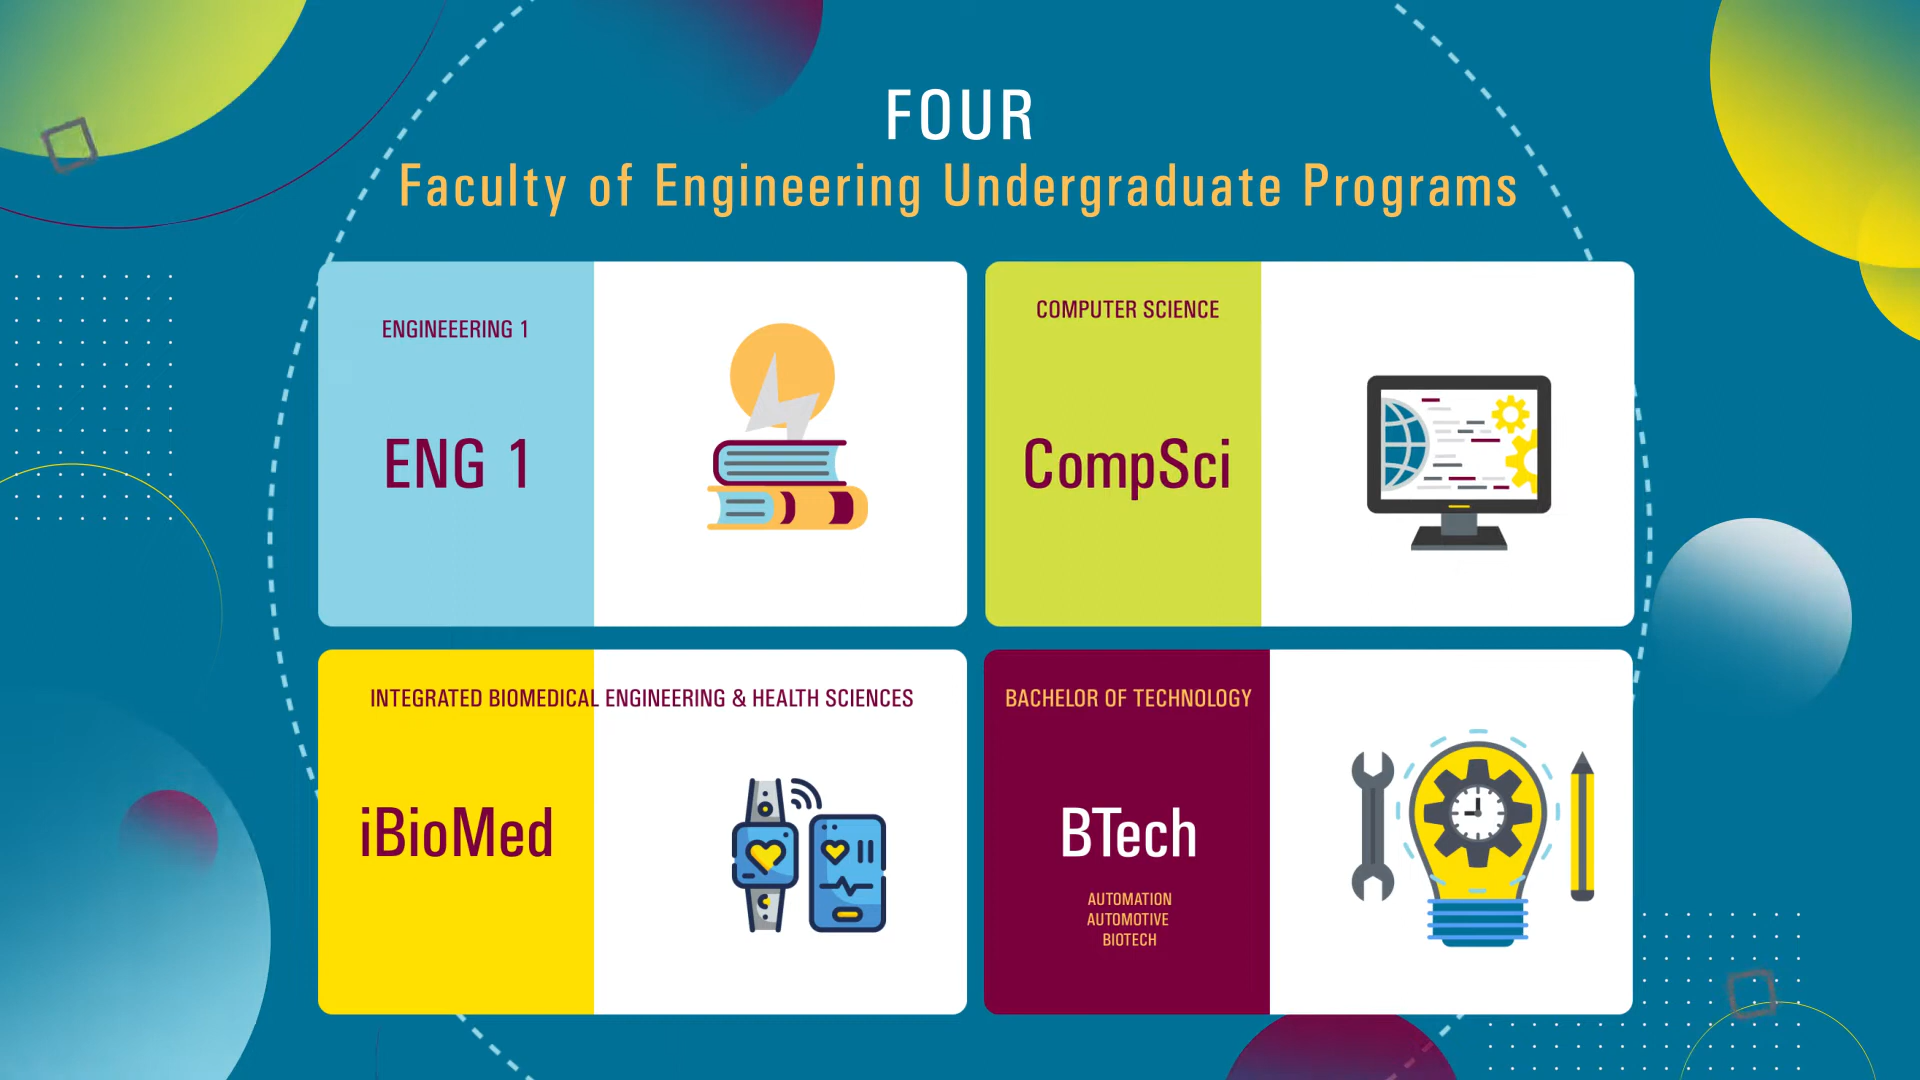 FOUR
Faculty of Engineering Undergraduate Programs
ENGINEEERING 1
ENG 1
COMPUTER SCIENCE
CompSci
INTEGRATED BIOMEDICAL ENGINEERING & HEALTH SCIENCES
iBioMed
BACHELOR OF TECHNOLOGY
BTech
AUTOMATION
AUTOMOTIVE
BIOTECH